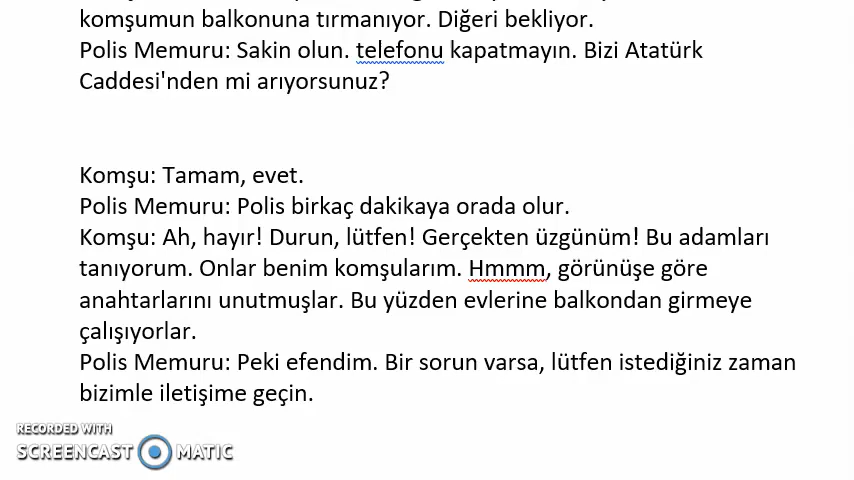 komşumun balkonuna tırmanıyor. Diğeri bekliyor.
Polis Memuru: Sakin olun. telefonu kapatmayın. Bizi Atatürk
Caddesi'nden mi arıyorsunuz?
Komşu: Tamam, evet.
Polis Memuru: Polis birkaç dakikaya orada olur.
Komşu: Ah, hayır! Durun, lütfen! Gerçekten üzgünüm! Bu adamları
tanıyorum. Onlar benim komşularım. Hmmm, görünüşe göre
anahtarlarını unutmuşlar. Bu yüzden evlerine balkondan girmeye
çalışıyorlar.
Polis Memuru: Peki efendim. Bir sorun varsa, lütfen istediğiniz zaman
bizimle iletişime geçin.
RECORDED WITH
SCREENCAST MATIC